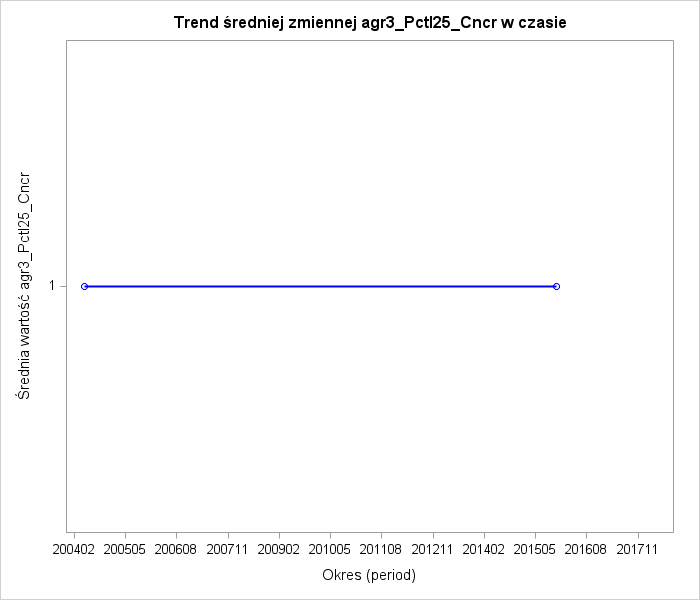 Trend średniej zmiennej agr3_Pctl25_Cncr w czasie
Średnia wartość agr3_Pctl25_Cncr
1
200402 200505 200608 200711 200902 201005 201108 201211 201402 201505 201608 201711
Okres (period)